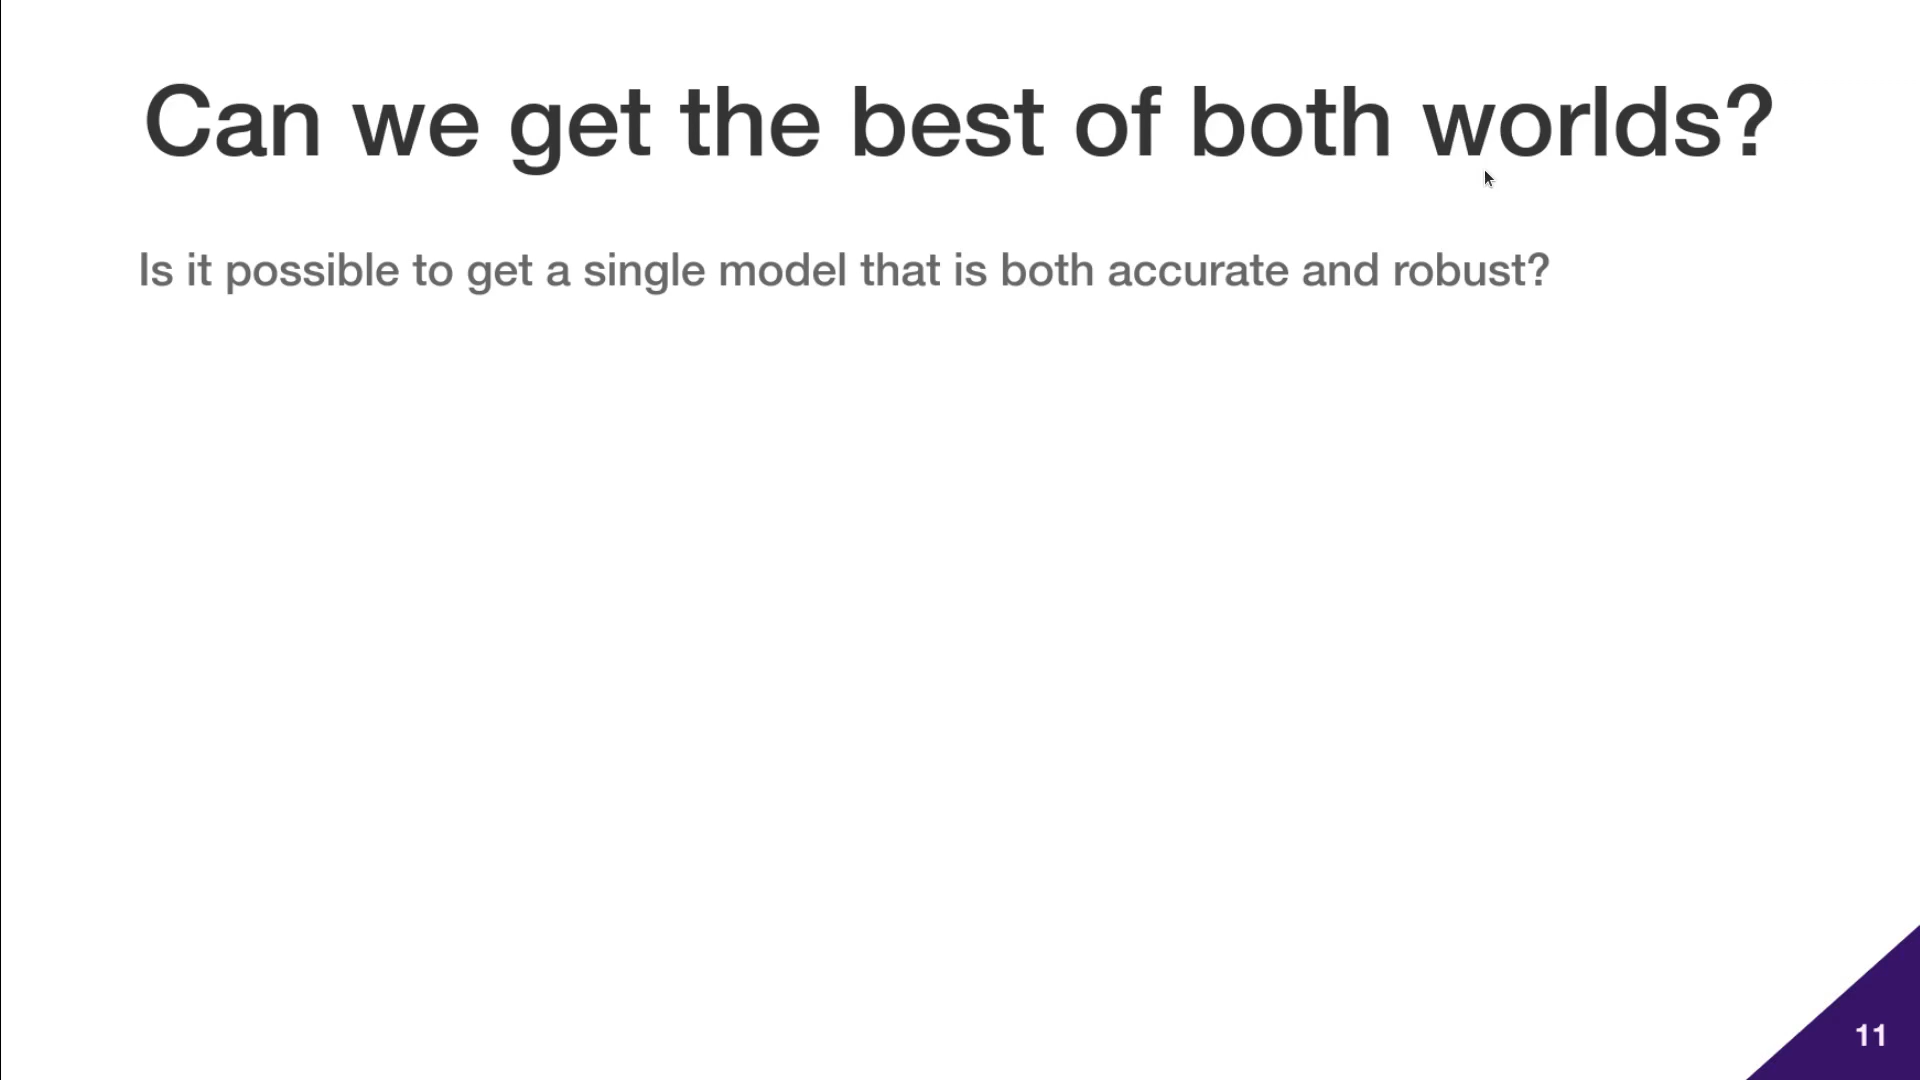 Can we get the best of both worlds?
Is it possible to get a single model that is both accurate and robust?
11